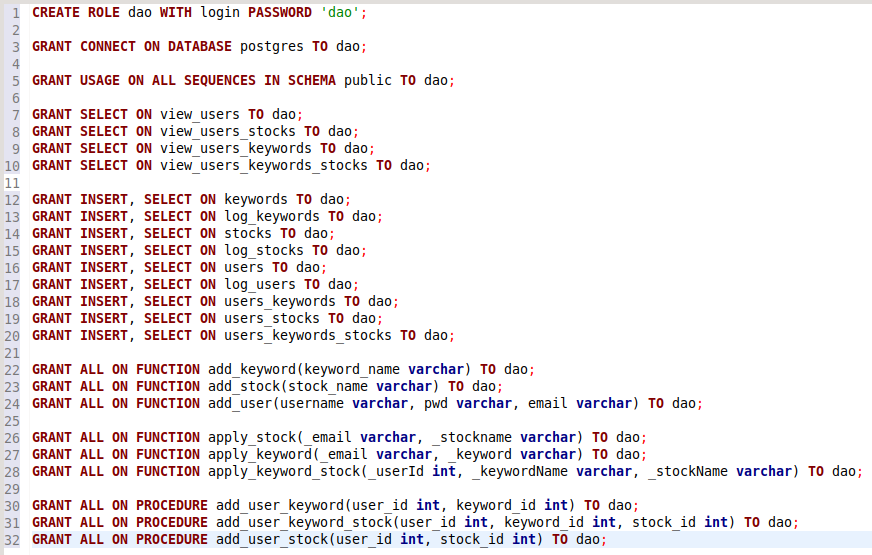 1 CREATE ROLE dao WITH login PASSWORD 'dao';
2
3 GRANT CONNECT ON DATABASE postgres TO dao;
4
5 GRANT USAGE ON ALL SEQUENCES IN SCHEMA public TO dao;
6
7 GRANT SELECT ON view_users TO dao;
8 GRANT SELECT ON view_users_stocks TO dao;
9 GRANT SELECT ON view_users_keywords TO dao;
10 GRANT SELECT ON view_users_keywords_stocks TO dao;
11
12 GRANT INSERT, SELECT ON keywords TO dao;
13 GRANT INSERT, SELECT ON log_keywords TO dao;
14 GRANT INSERT, SELECT ON stocks TO dao;
15 GRANT INSERT, SELECT ON log_stocks TO dao;
16 GRANT INSERT, SELECT ON users TO dao;
17 GRANT INSERT, SELECT ON log_users TO dao;
18 GRANT INSERT, SELECT ON users_keywords TO dao;
19 GRANT INSERT, SELECT ON users_stocks TO dao;
20 GRANT INSERT, SELECT ON users_keywords_stocks TO dao;
21
22 GRANT ALL ON FUNCTION add_keyword(keyword_name varchar) TO dao;
23 GRANT ALL ON FUNCTION add_stock(stock_name varchar) TO dao;
24 GRANT ALL ON FUNCTION add_user(username varchar, pwd varchar, email varchar) TO dao;
25
26 GRANT ALL ON FUNCTION apply_stock(_email varchar, _stockname varchar) TO dao;
27 GRANT ALL ON FUNCTION apply_keyword(_email varchar, _keyword varchar) TO dao;
28 GRANT ALL ON FUNCTION apply_keyword_stock(_userId int, _keywordName varchar, _stockName varchar) TO dao;
29
30 GRANT ALL ON PROCEDURE add_user_keyword(user_id int, keyword_id int) TO dao;
31 GRANT ALL ON PROCEDURE add_user_keyword_stock(user_id int, keyword_id int, stock_id int) TO dao;
32 GRANT ALL ON PROCEDURE add_user_stock(user_id int, stock_id int) TO dao;